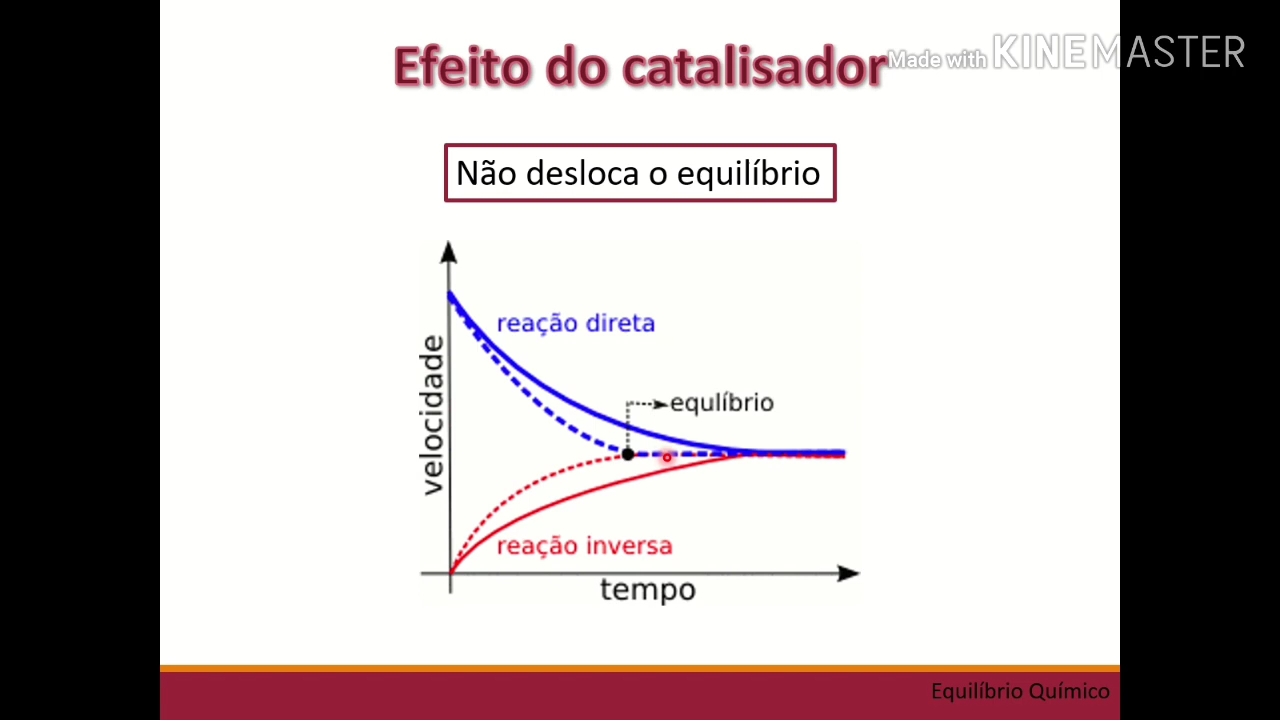 Efeito do catalisador
Made with KINEMASTER
Não desloca o equilíbrio
reação direta
equlíbrio
velocidade
reação inversa
tempo
Equilíbrio Químico